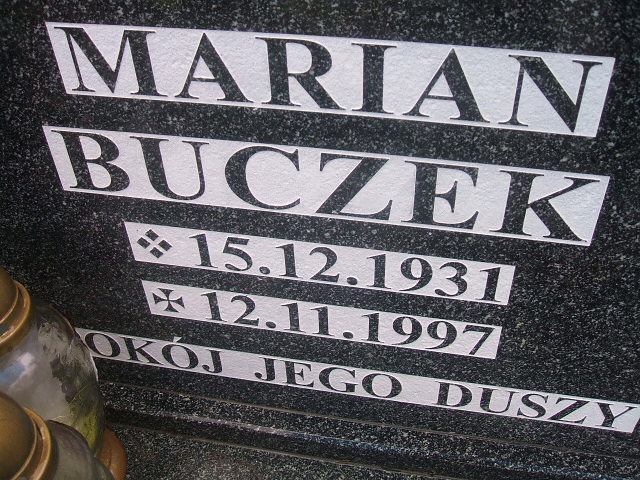 MARIAN
BUCZEK
15.12.1931
12.11.1997
OKÓJ JEGO DUSZY